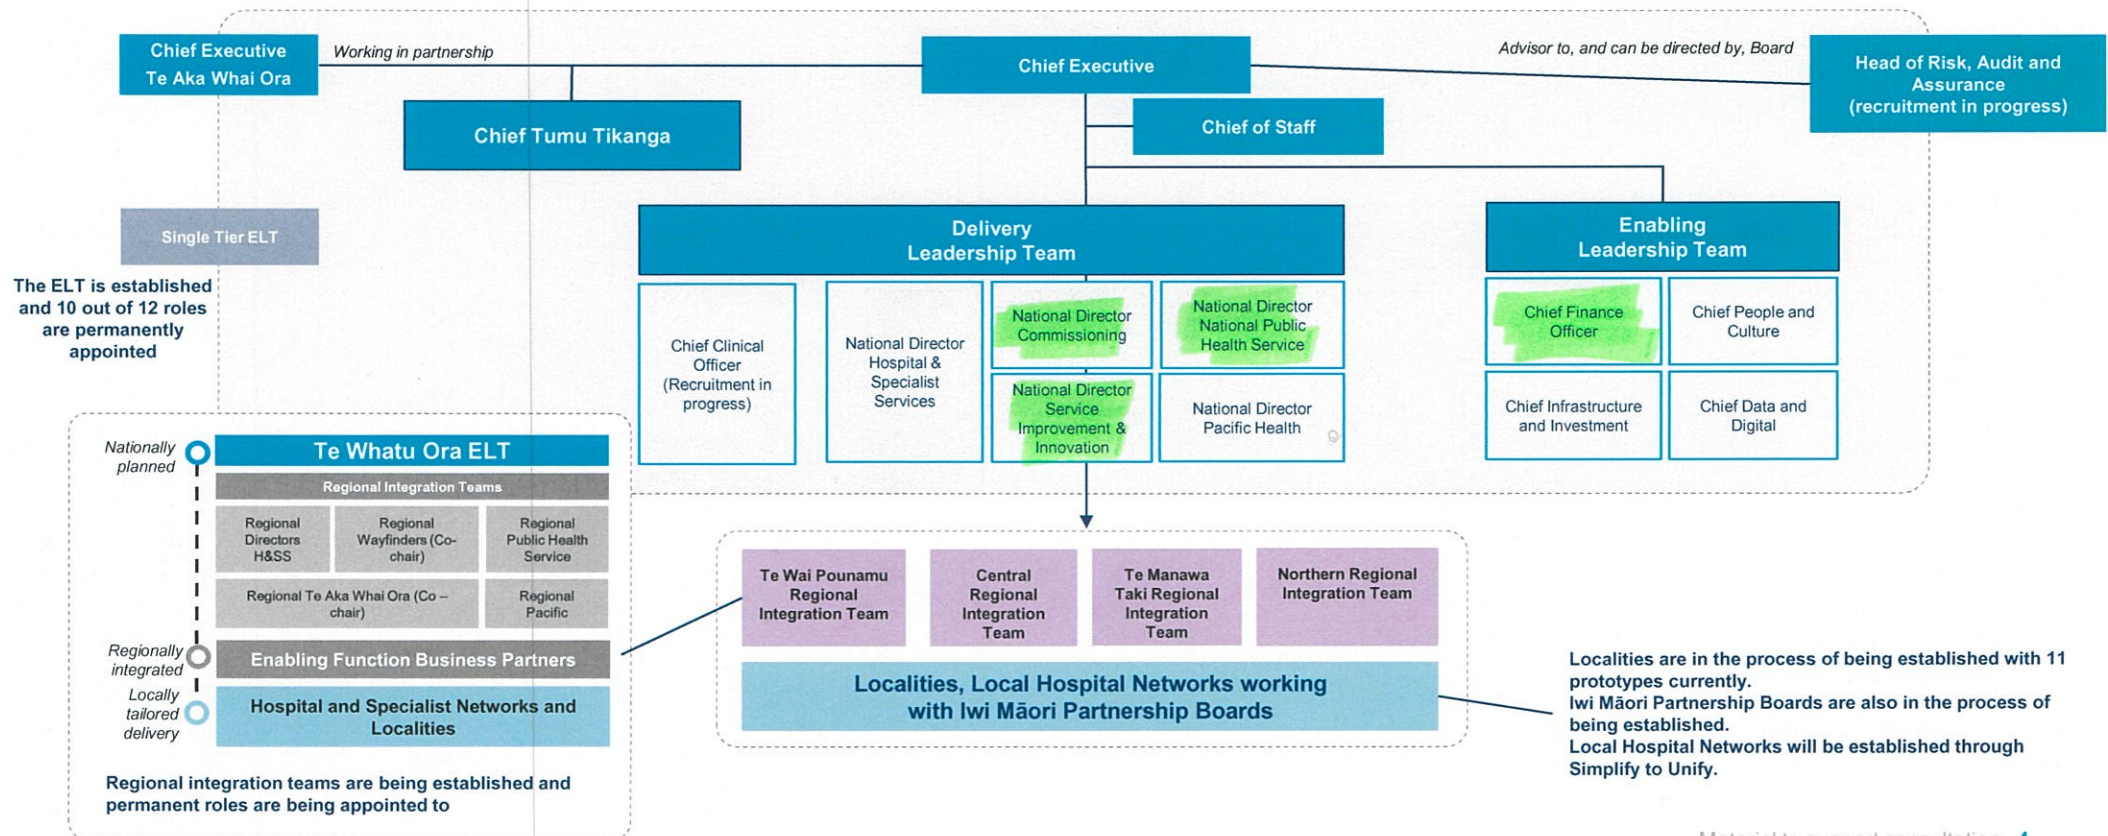 Chief Executive
Te Aka Whai Ora
Working in partnership
Chief Executive
Advisor to, and can be directed by, Board
Head of Risk, Audit and
Assurance
(recruitment in progress)
Chief Tumu Tikanga
Chief of Staff
Single Tier ELT
The ELT is established
and 10 out of 12 roles
are permanently
appointed
Delivery
Leadership Team
Enabling
Leadership Team
Chief Clinical
Officer
(Recruitment in
progress)
National Director
Hospital &
Specialist
Services
National Director
Commissioning
National Director
National Public
Health Service
National Director
Service
Improvement &
Innovation
National Director
Pacific Health
Chief Finance
Officer
Chief People and
Culture
Chief Infrastructure
and Investment
Chief Data and
Digital
Nationally
planned
Te Whatu Ora ELT
Regional Integration Teams
Regional
Directors
H&SS
Regional
Wayfinders (Co-
chair)
Regional
Public Health
Service
Regional Te Aka Whai Ora (Co –
chair)
Regional
Pacific
Regionally
integrated
Enabling Function Business Partners
Locally
tailored
delivery
Hospital and Specialist Networks and
Localities
Regional integration teams are being established and
permanent roles are being appointed to
Te Wai Pounamu
Regional
Integration Team
Central
Regional
Integration
Team
Te Manawa
Taki Regional
Integration
Team
Northern Regional
Integration Team
Localities, Local Hospital Networks working
with Iwi Māori Partnership Boards
Localities are in the process of being established with 11
prototypes currently.
Iwi Māori Partnership Boards are also in the process of
being established.
Local Hospital Networks will be established through
Simplify to Unify.